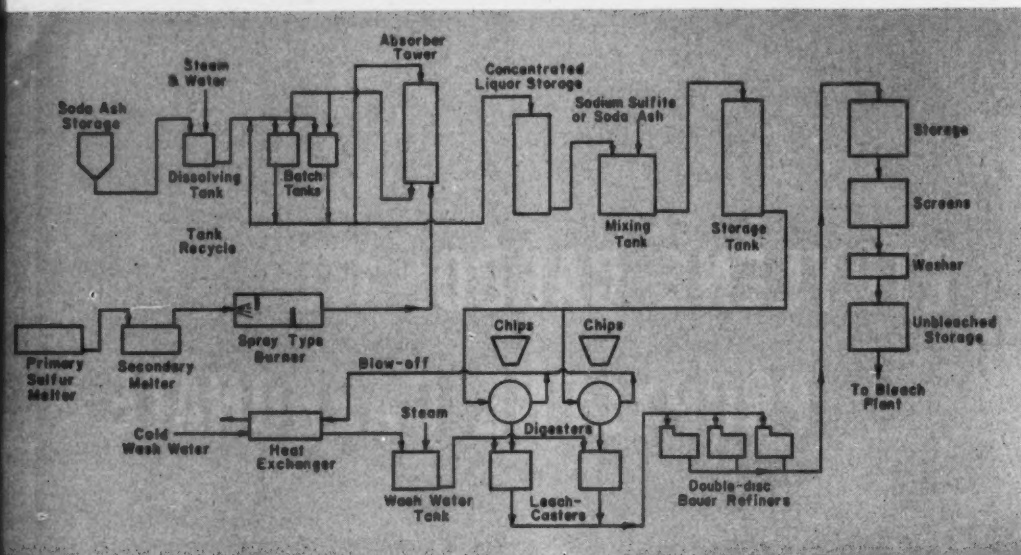 Absorber
Tower
Steam
& Water
Concentrated
Liquor Storage
Sodium Sulfite
or Soda Ash
Soda Ash
Storage
Storage
Dissolving
Tank
Batch
Tanks
Screens
Mixing
Tank
Storage
Tank
Tank
Recycle
Washer
Chips
Chips
Unbleached
Storage
Spray Type
Burner
Primary
Sulfur
Melter
Secondary
Melter
Blow-off
To Bleach
Plant
Steam
Digesters
Cold
Wash Water
Heat
Exchanger
Double-disc
Bauer Refiners
Wash Water
Tank
Leach-
Casters